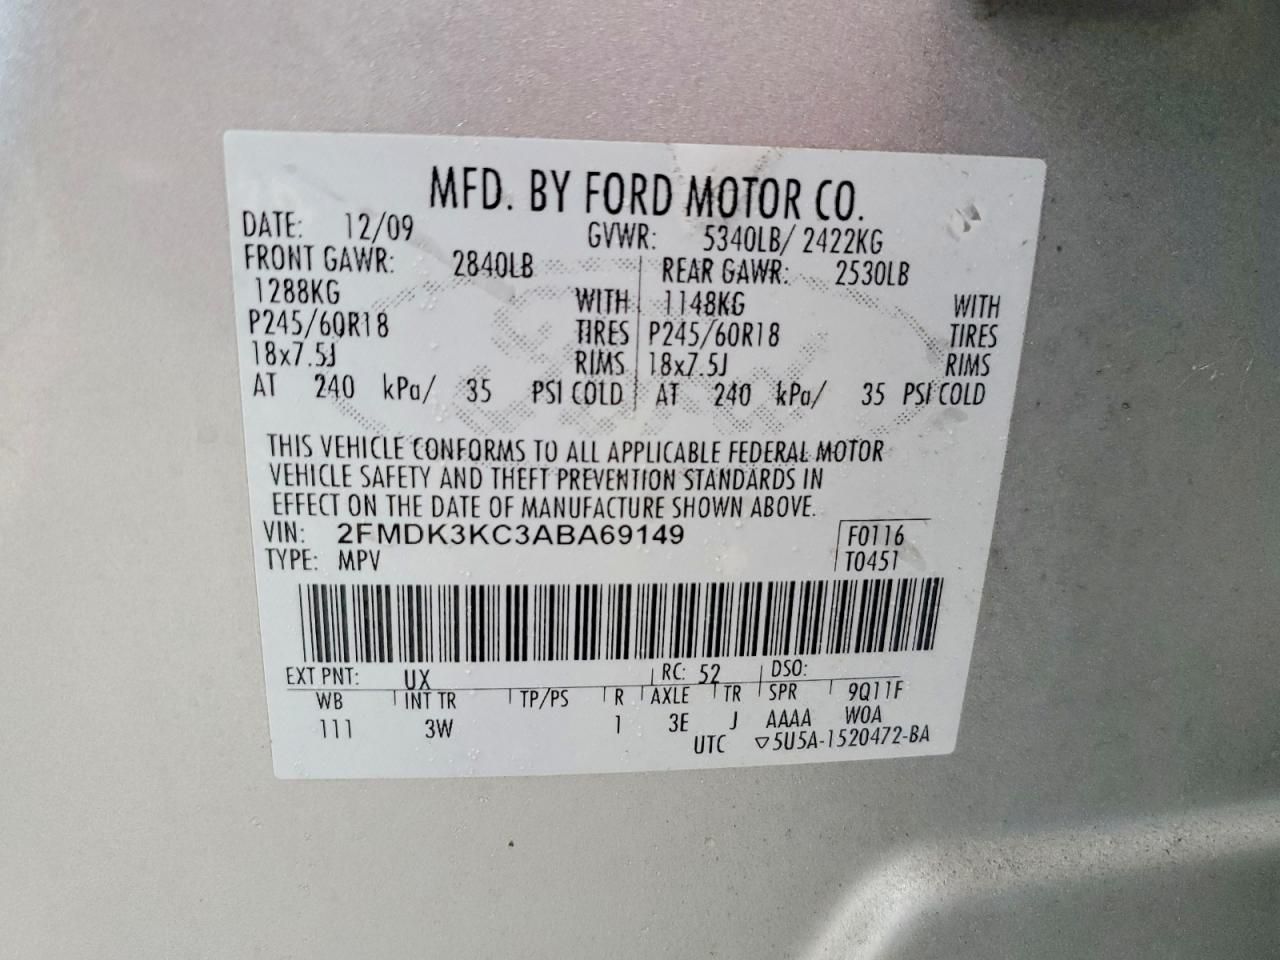 MFD. BY FORD MOTOR CO.
DATE: 12/09 GVWR: 5340LB/ 2422KG
FRONT GAWR: 2840LB REAR GAWR: 2530LB
1288KG WITH 1148KG WITH
P245/60R18 TIRES P245/60R18 TIRES
18x7.5J RIMS 18x7.5J RIMS
AT 240 kPa/ 35 PSI COLD AT 240 kPa/ 35 PSI COLD
THIS VEHICLE CONFORMS TO ALL APPLICABLE FEDERAL MOTOR
VEHICLE SAFETY AND THEFT PREVENTION STANDARDS IN
EFFECT ON THE DATE OF MANUFACTURE SHOWN ABOVE.
VIN: 2FMDK3KC3ABA69149 F0116
TYPE: MPV T0451
EXT PNT: UX RC: 52 DSO:
WB INT TR TP/PS R AXLE TR SPR 9Q11F
111 3W 1 3E J AAAA W0A
UTC ▽5U5A-1520472-BA